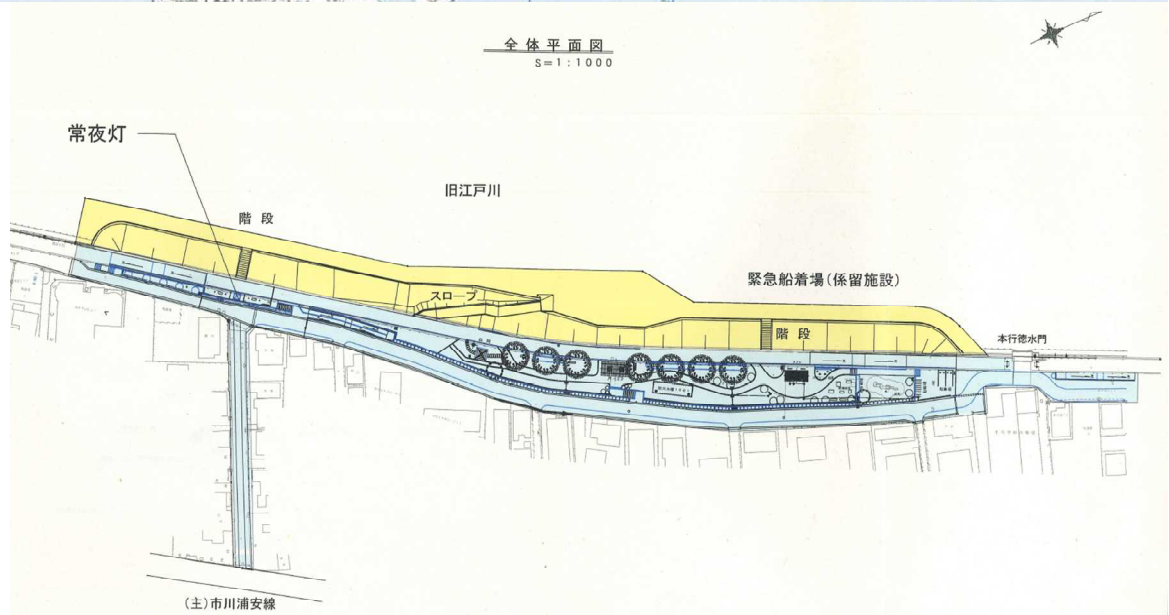 全体平面図
S=1:1000
常夜灯
旧江戸川
階段
緊急船着場(係留施設)
スロープ
階段
本行徳水門
(主)市川浦安線